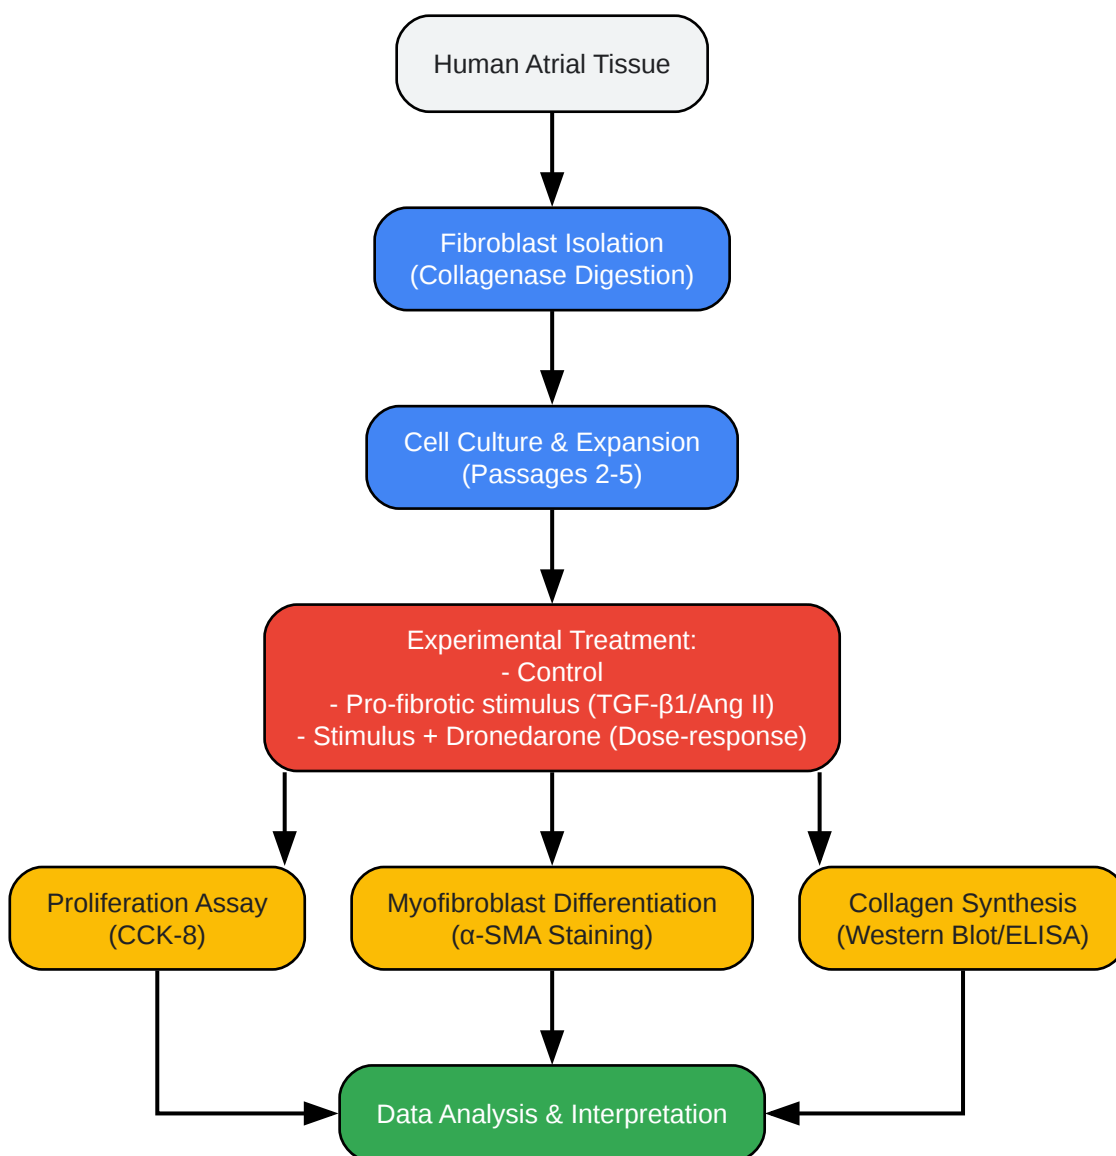 Human Atrial Tissue
Fibroblast Isolation
(Collagenase Digestion)
Cell Culture & Expansion
(Passages 2-5)
Experimental Treatment:
- Control
- Pro-fibrotic stimulus (TGF-β1/Ang II)
- Stimulus + Dronedarone (Dose-response)
Proliferation Assay
(CCK-8)
Myofibroblast Differentiation
(α-SMA Staining)
Collagen Synthesis
(Western Blot/ELISA)
Data Analysis & Interpretation